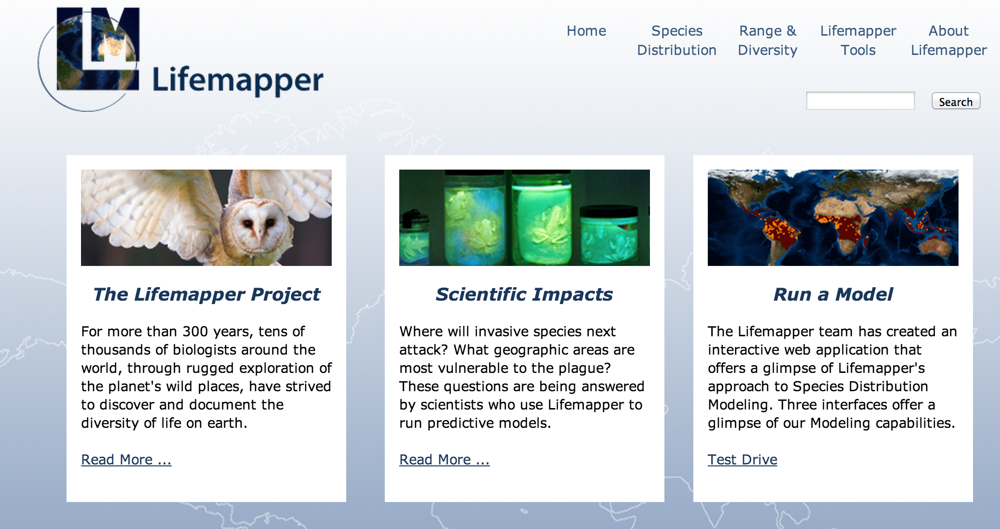 LM
Lifemapper
Home
Species
Distribution
Range &
Diversity
Lifemapper
Tools
About
Lifemapper
Search
The Lifemapper Project
For more than 300 years, tens of
thousands of biologists around the
world, through rugged exploration of
the planet's wild places, have strived
to discover and document the
diversity of life on earth.
Read More ...
Scientific Impacts
Where will invasive species next
attack? What geographic areas are
most vulnerable to the plague?
These questions are being answered
by scientists who use Lifemapper to
run predictive models.
Read More ...
Run a Model
The Lifemapper team has created an
interactive web application that
offers a glimpse of Lifemapper's
approach to Species Distribution
Modeling. Three interfaces offer a
glimpse of our Modeling capabilities.
Test Drive